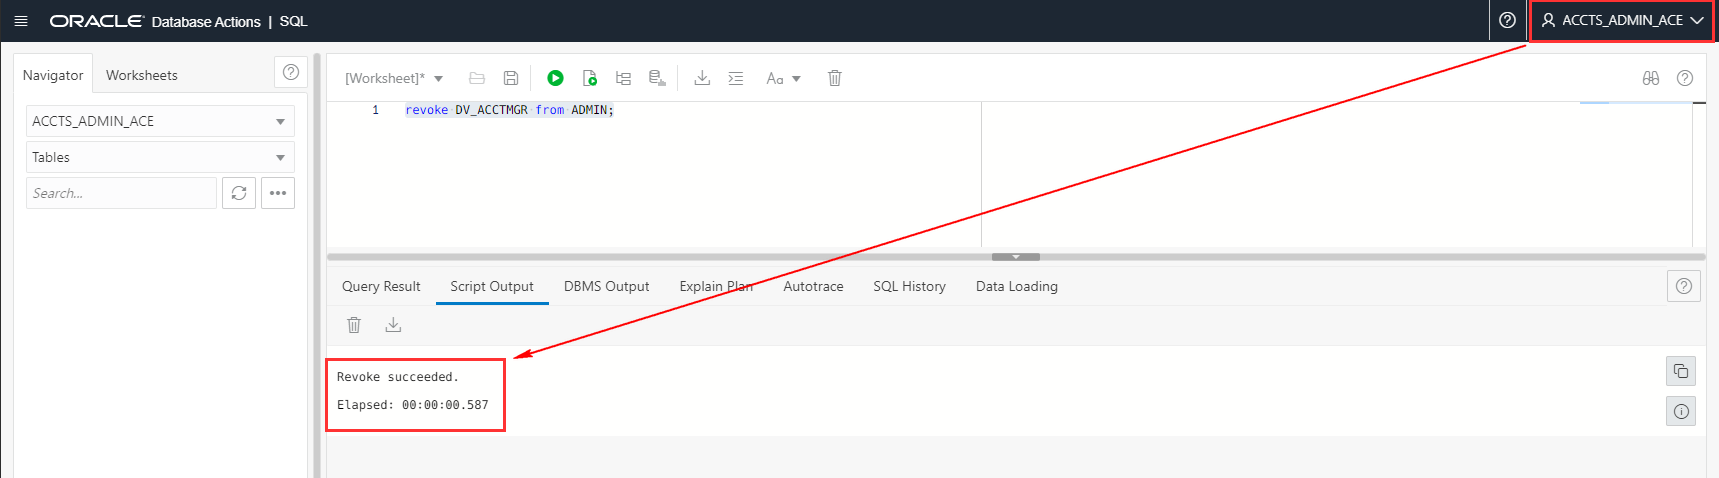 ORACLE Database Actions | SQL
ACCTS_ADMIN_ACE
Navigator
Worksheets
ACCTS_ADMIN_ACE
Tables
Search...
[Worksheet]*
Aa
1 revoke DV_ACCTMGR from ADMIN;
Query Result
Script Output
DBMS Output
Explain Plan
Autotrace
SQL History
Data Loading
Revoke succeeded.
Elapsed: 00:00:00.587